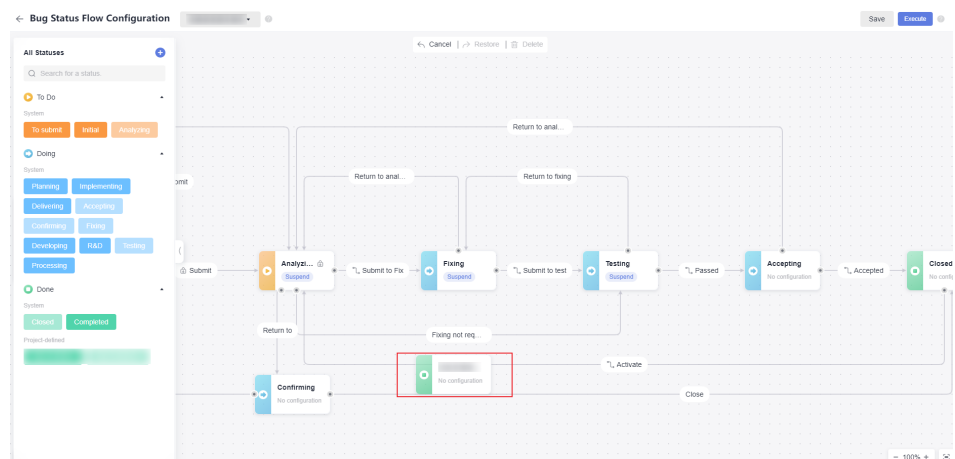 Bug Status Flow Configuration
Save
Execute
All Statuses
Cancel
Restore
Delete
Search for a status.
To Do
System
To submit
Initial
Analyzing
Doing
System
Planning
Implementing
Delivering
Accepting
Confirming
Fixing
Developing
R&D
Testing
Processing
Done
System
Closed
Completed
Project-defined
Return to anal...
Return to anal...
Return to fixing
Submit
Analyzi...
Suspend
Submit to Fix
Fixing
Suspend
Submit to test
Testing
Suspend
Passed
Accepting
No configuration
Accepted
Closed
Return to
Fixing not req...
No configuration
Activate
Confirming
No configuration
Close
100%